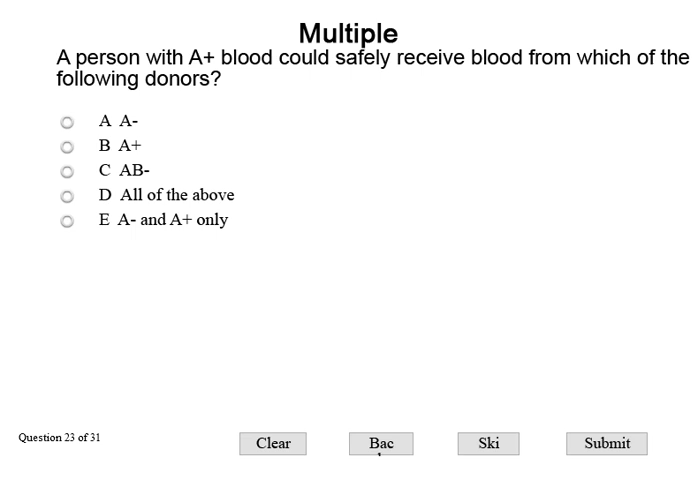 Multiple
A person with A+ blood could safely receive blood from which of the
following donors?
A A-
B A+
C AB-
D All of the above
E A- and A+ only
Question 23 of 31
Clear
Bac
Ski
Submit